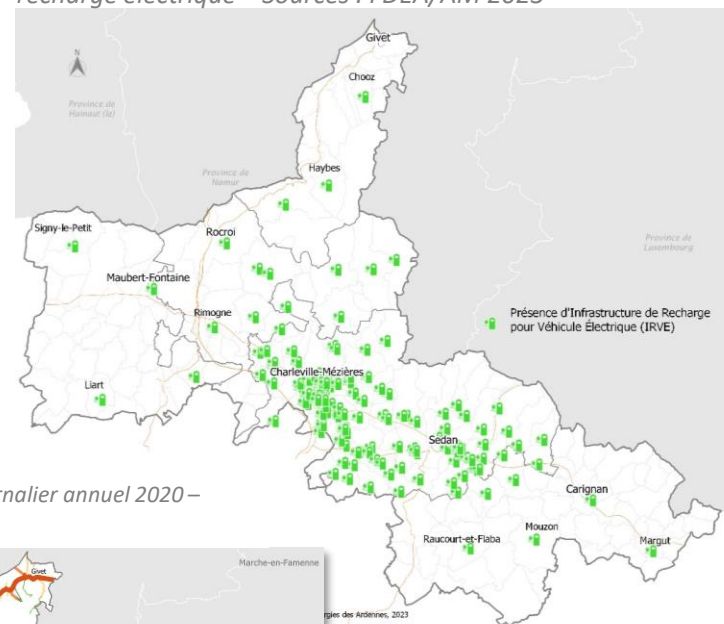 recharge électrique – Sources : FDEA/AM 2023
Givet
N
Chooz
Province de
Hainaut (le)
Province de
Namur
Haybes
Signy-le-Petit
Rocroi
Province de
Luxembourg
Maubert-Fontaine
Rimogne
Présence d'Infrastructure de Recharge
pour Véhicule Électrique (IRVE)
Charleville-Mézières
Liart
Sedan
rnalier annuel 2020 –
Carignan
Mouzon
Raucourt-et-Flaba
Margut
Givet
Marche-en-Famenne
rgies des Ardennes, 2023